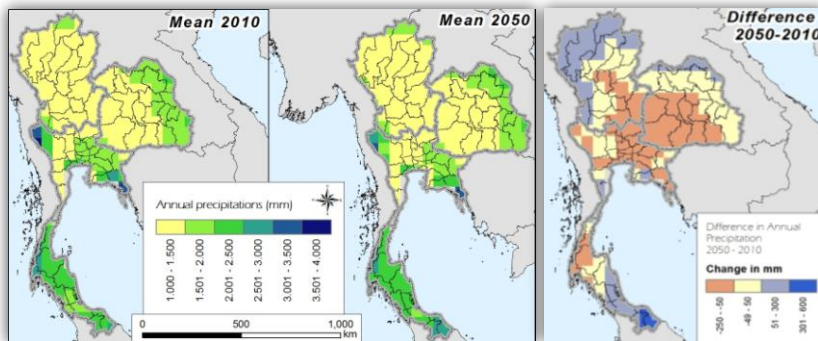 Mean 2010
Mean 2050
Difference
2050-2010
Annual precipitations (mm)
1.000 - 1.500
1.501 - 2.000
2.001 - 2.500
2.501 - 3.000
3.001 - 3.500
3.501 - 4.000
0
500
1,000
km
Difference in Annual
Precipitation
2050 - 2010
Change in mm
-250 - -50
-49 - 50
51 - 300
301 - 600